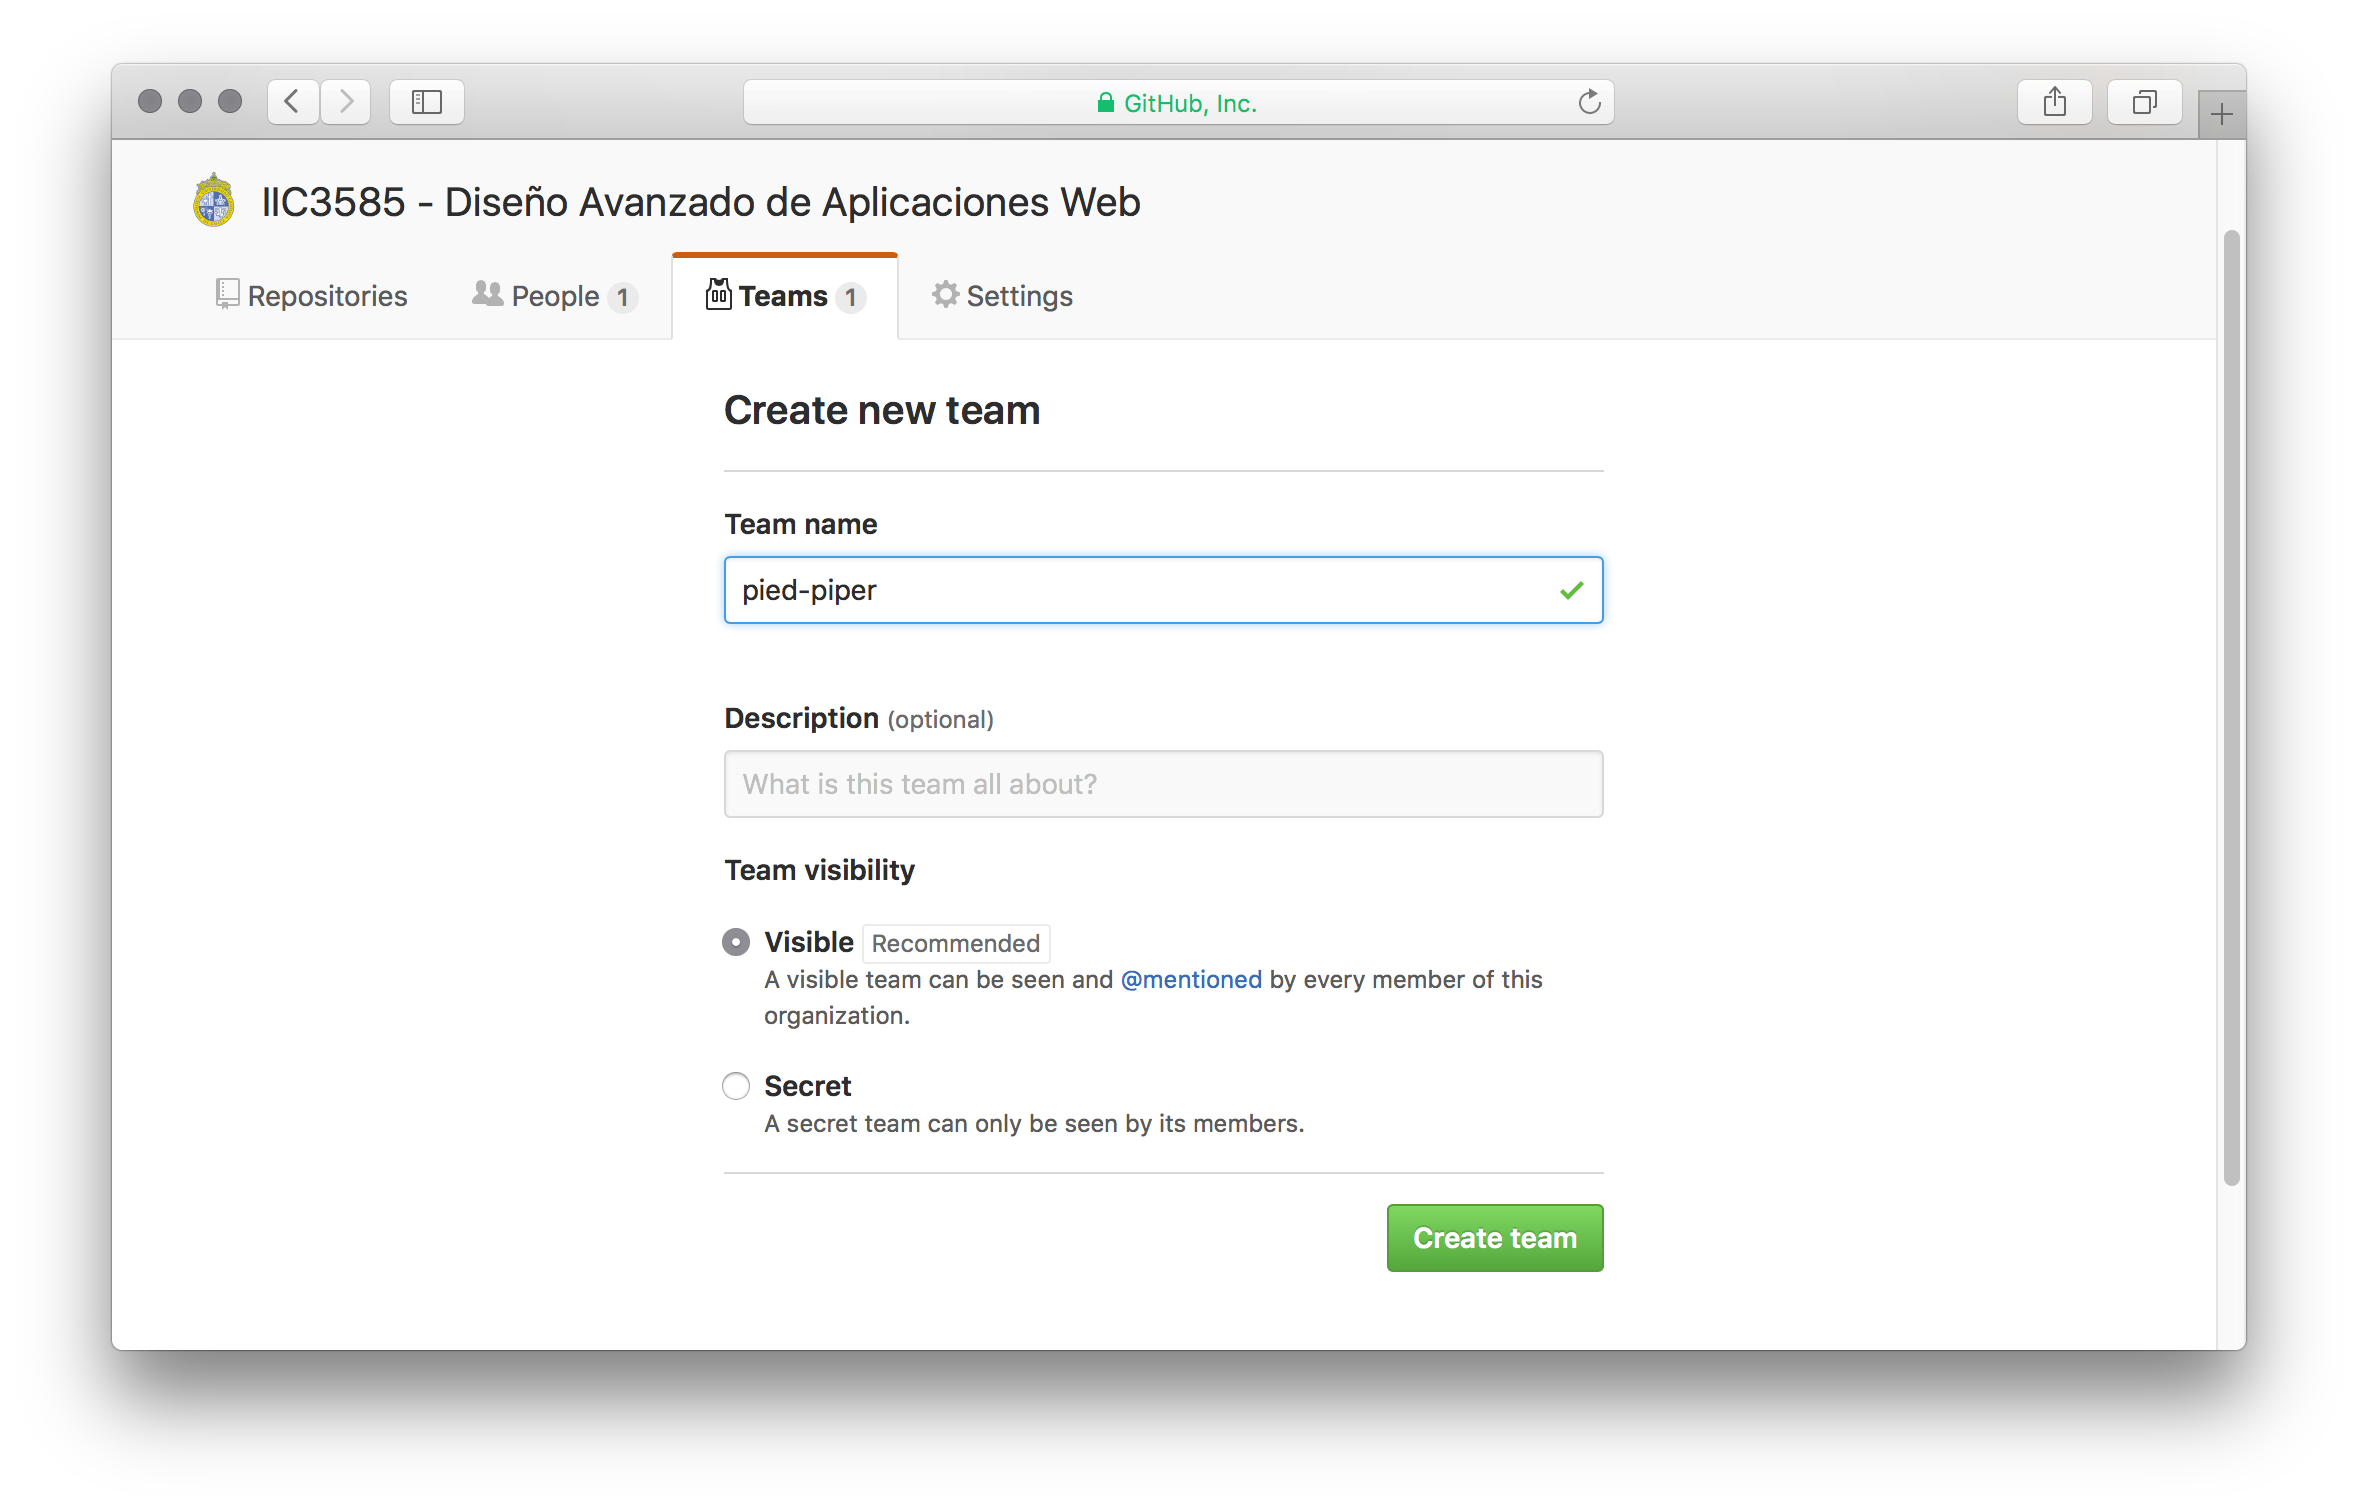 GitHub, Inc.
IIC3585 - Diseño Avanzado de Aplicaciones Web
Repositories People 1 Teams 1 Settings
Create new team
Team name
pied-piper
Description (optional)
What is this team all about?
Team visibility
Visible Recommended
A visible team can be seen and @mentioned by every member of this
organization.
Secret
A secret team can only be seen by its members.
Create team